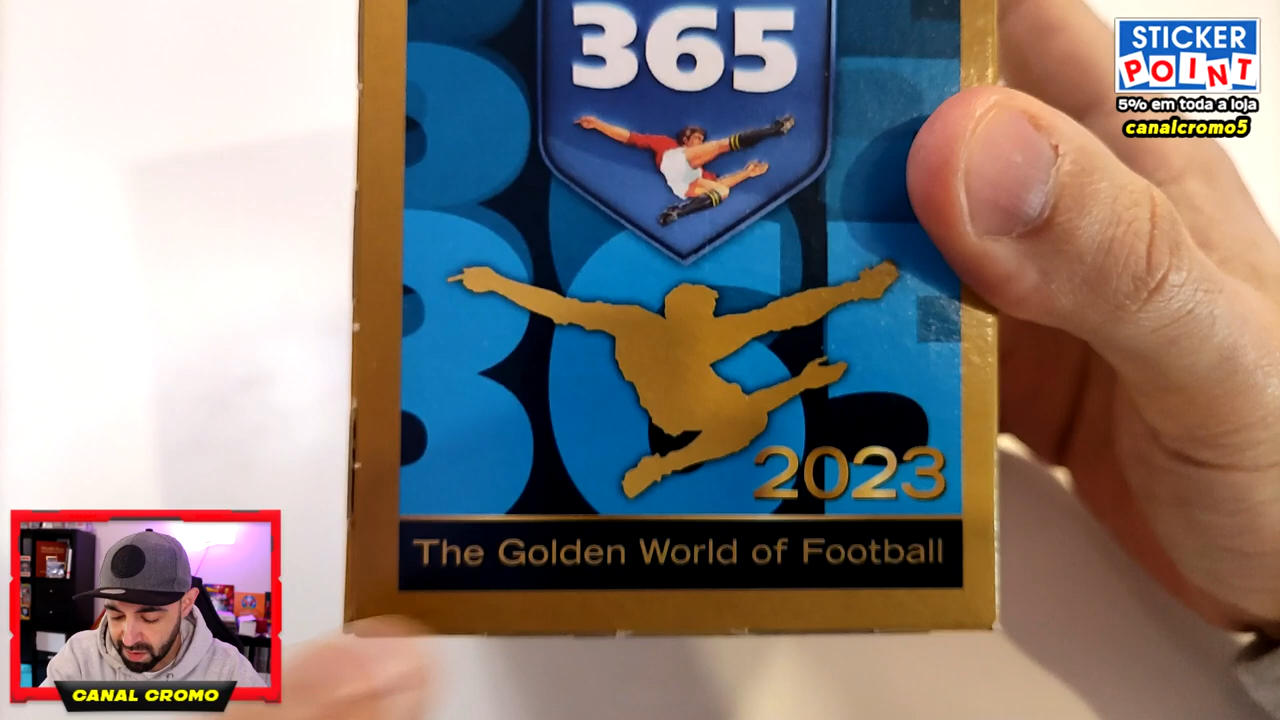 365
2023
The Golden World of Football
STICKER
POINT
5% em toda a loja
canalcromo5
CANAL CROMO